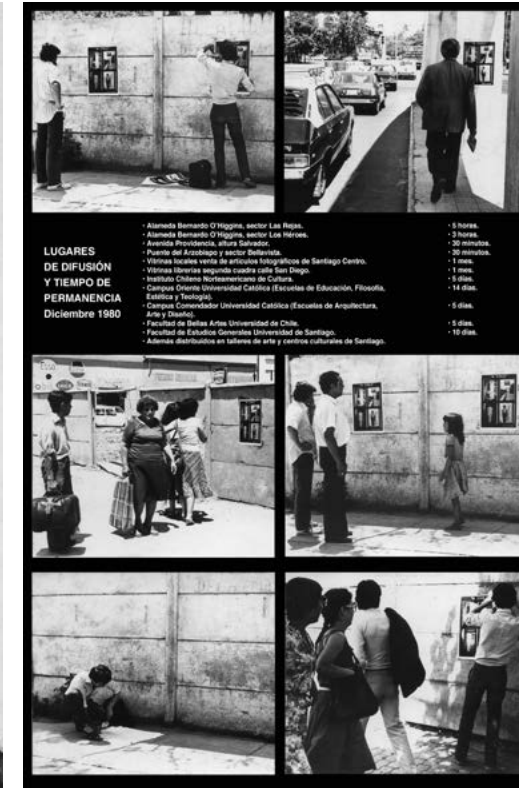 LUGARES
DE DIFUSIÓN
Y TIEMPO DE
PERMANENCIA
Diciembre 1980
· Alameda Bernardo O'Higgins, sector Las Rejas. · 5 horas.
· Alameda Bernardo O'Higgins, sector Los Héroes. · 3 horas.
· Avenida Providencia, altura Salvador. · 30 minutos.
· Puente del Arzobispo y sector Bellavista. · 30 minutos.
· Vitrinas locales venta de artículos fotográficos de Santiago Centro. · 1 mes.
· Vitrinas librerías segunda cuadra calle San Diego. · 1 mes.
· Instituto Chileno Norteamericano de Cultura. · 5 días.
· Campus Oriente Universidad Católica (Escuelas de Educación, Filosofía, · 14 días.
Estética y Teología).
· Campus Comendador Universidad Católica (Escuelas de Arquitectura, · 5 días.
Arte y Diseño).
· Facultad de Bellas Artes Universidad de Chile. · 5 días.
· Facultad de Estudios Generales Universidad de Santiago. · 10 días.
· Además distribuidos en talleres de arte y centros culturales de Santiago.
ESSO